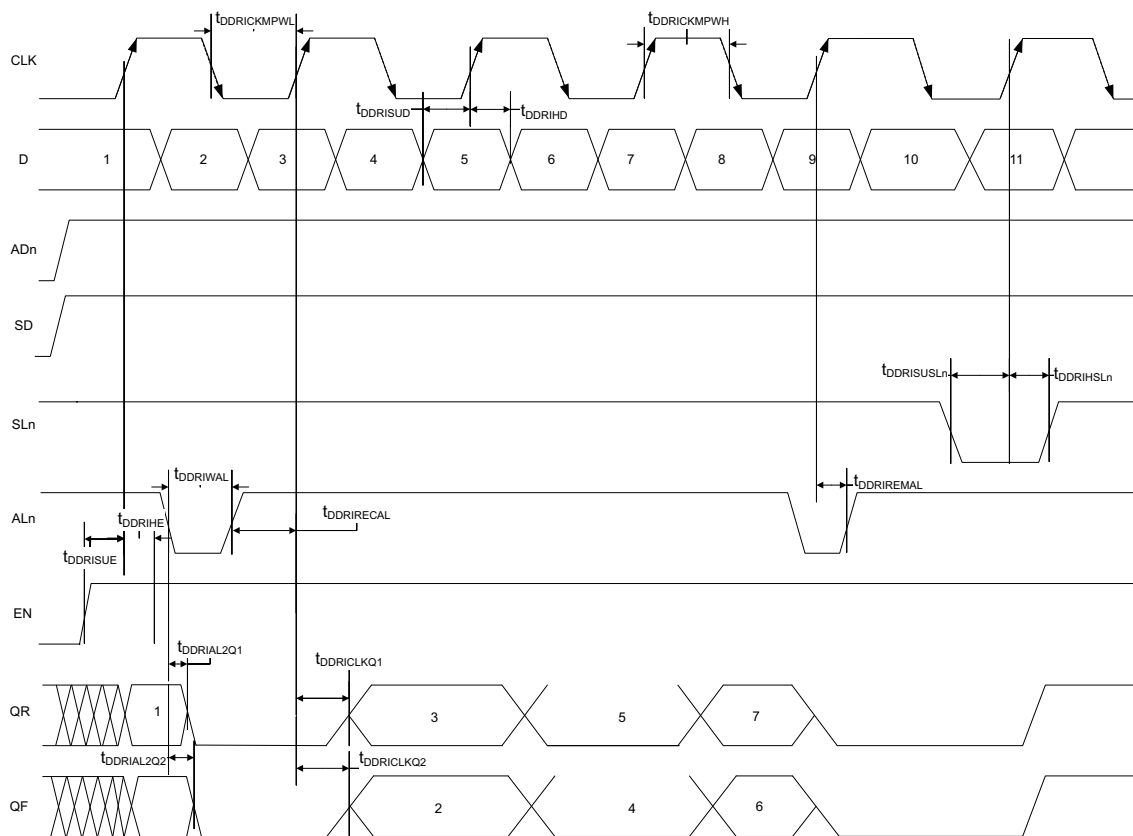 tDDRICKMPWL
tDDRICKMPWH
CLK
tDDRISUD
tDDRIHD
D
1 2 3 4 5 6 7 8 9 10 11
ADn
SD
tDDRISUSLn
tDDRIHSLn
SLn
tDDRIWAL
tDDRIREMAL
ALn
tDDRIHE
tDDRIRECAL
tDDRISUE
EN
tDDRIAL2Q1
tDDRICLKQ1
QR
1 3 5 7
tDDRIAL2Q2
tDDRICLKQ2
QF
2 4 6